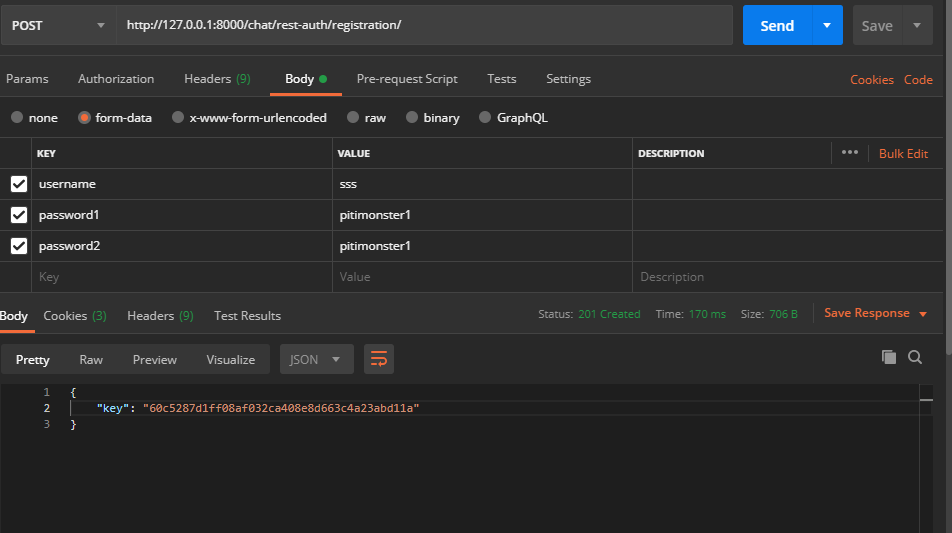 POST http://127.0.0.1:8000/chat/rest-auth/registration/ Send Save
Params Authorization Headers (9) Body Pre-request Script Tests Settings Cookies Code
none form-data x-www-form-urlencoded raw binary GraphQL
KEY VALUE DESCRIPTION ••• Bulk Edit
username sss
password1 pitimonster1
password2 pitimonster1
Key Value Description
Body Cookies (3) Headers (9) Test Results Status: 201 Created Time: 170 ms Size: 706 B Save Response
Pretty Raw Preview Visualize JSON
1 {
2 "key": "60c5287d1ff08af032ca408e8d663c4a23abd11a"
3 }